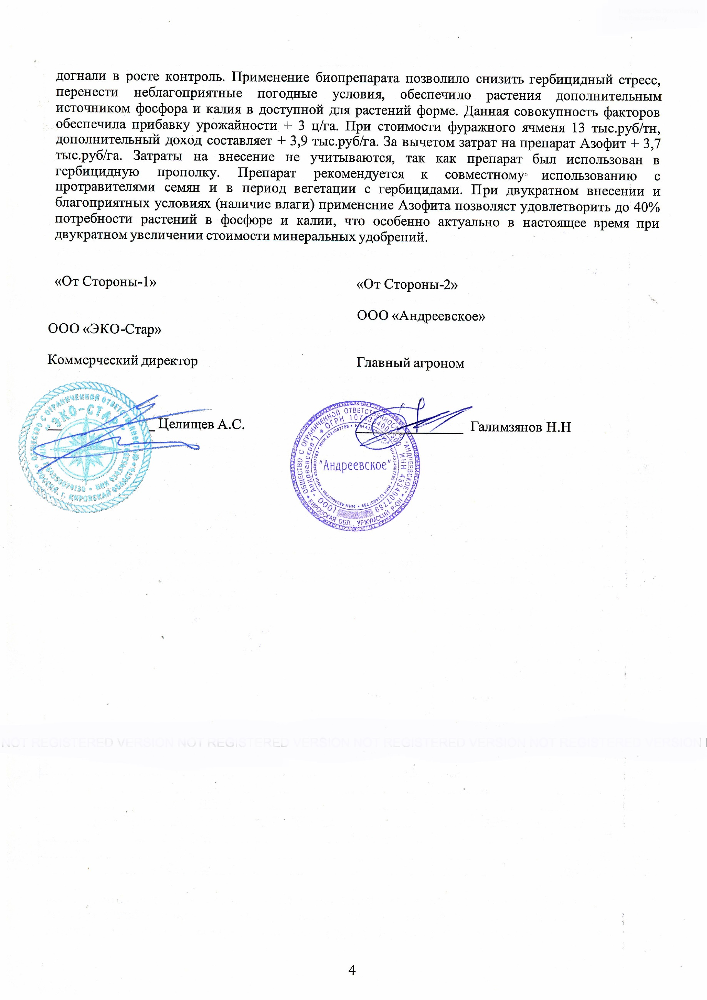 догнали в росте контроль. Применение биопрепарата позволило снизить гербицидный стресс,
перенести неблагоприятные погодные условия, обеспечило растения дополнительным
источником фосфора и калия в доступной для растений форме. Данная совокупность факторов
обеспечила прибавку урожайности + 3 ц/га. При стоимости фуражного ячменя 13 тыс.руб/тн,
дополнительный доход составляет + 3,9 тыс.руб/га. За вычетом затрат на препарат Азофит + 3,7
тыс.руб/га. Затраты на внесение не учитываются, так как препарат был использован в
гербицидную прополку. Препарат рекомендуется к совместному использованию с
протравителями семян и в период вегетации с гербицидами. При двукратном внесении и
благоприятных условиях (наличие влаги) применение Азофита позволяет удовлетворить до 40%
потребности растений в фосфоре и калии, что особенно актуально в настоящее время при
двукратном увеличении стоимости минеральных удобрений.
«От Стороны-1»
«От Стороны-2»
ООО «Андреевское»
ООО «ЭКО-Стар»
Коммерческий директор
Главный агроном
Целищев А.С.
Галимзянов Н.Н
ОБЩЕСТВО С ОГРАНИЧЕННОЙ ОТВЕТСТВЕННОСТЬЮ
"ЭКО-СТАР"
РОССИЯ, г. КИРОВСКАЯ ОБЛАСТЬ
ОБЩЕСТВО С ОГРАНИЧЕННОЙ ОТВЕТСТВЕННОСТЬЮ "АНДРЕЕВСКОЕ"
КИРОВСКАЯ ОБЛ., УРЖУМСКИЙ Р-ОН
(ООО "Андреевское") * ОГРН ИНН 4334007789
ИНН 4334007789
"Андреевское"
NOT REGISTERED VERSION NOT REGISTERED VERSION NOT REGISTERED VERSION NOT REGISTERED VERSION
4